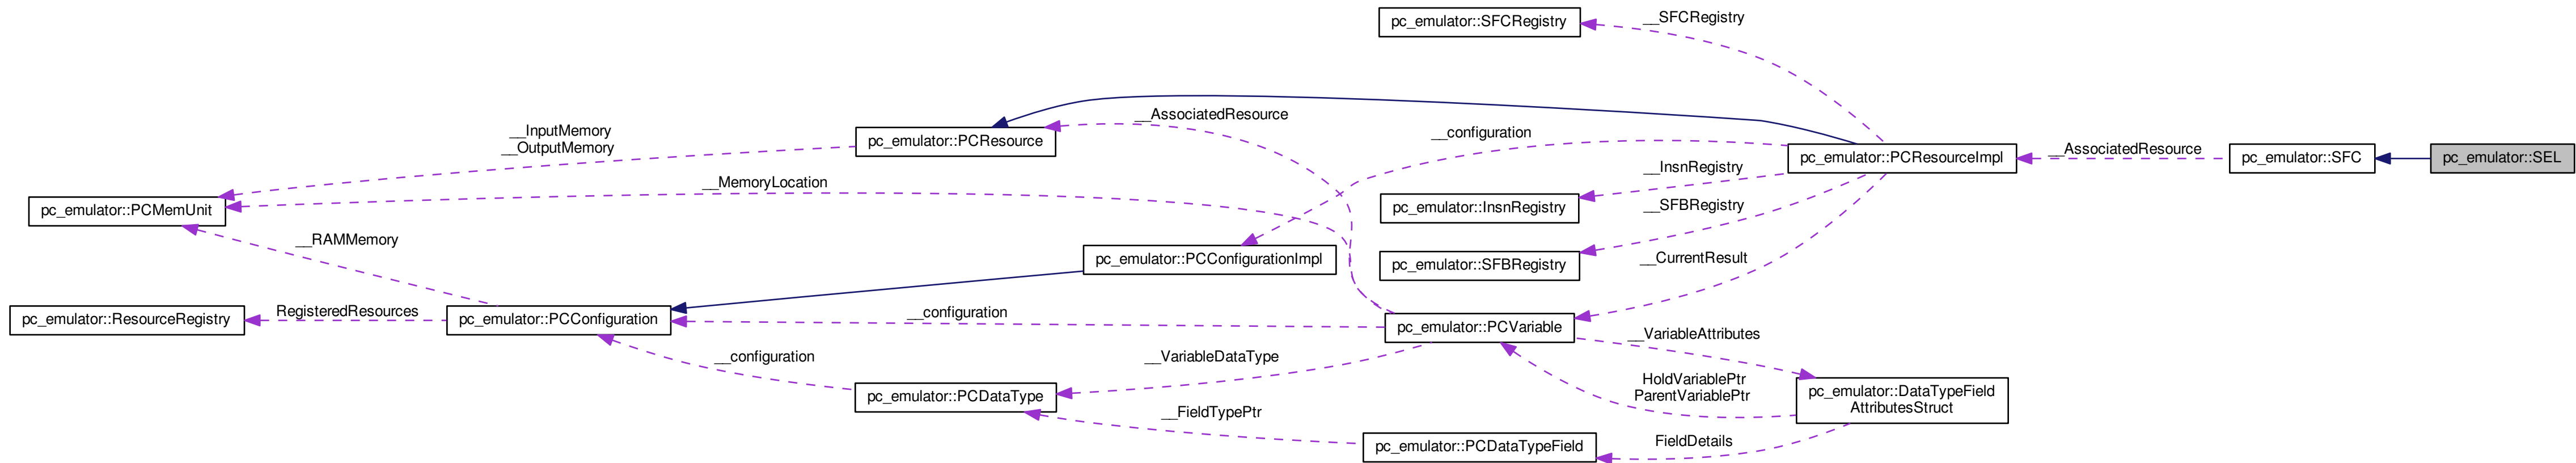 pc_emulator::SFCRegistry
__SFCRegistry
__AssociatedResource
__InputMemory
__OutputMemory
pc_emulator::PCResource
__configuration
pc_emulator::PCResourceImpl
__AssociatedResource
pc_emulator::SFC
pc_emulator::SEL
__InsnRegistry
__MemoryLocation
pc_emulator::PCMemUnit
pc_emulator::InsnRegistry
__SFBRegistry
__RAMMemory
pc_emulator::PCConfigurationImpl
pc_emulator::SFBRegistry
__CurrentResult
pc_emulator::ResourceRegistry
RegisteredResources
pc_emulator::PCConfiguration
__configuration
pc_emulator::PCVariable
__VariableAttributes
__configuration
__VariableDataType
HoldVariablePtr
ParentVariablePtr
pc_emulator::DataTypeField
AttributesStruct
pc_emulator::PCDataType
__FieldTypePtr
pc_emulator::PCDataTypeField
FieldDetails